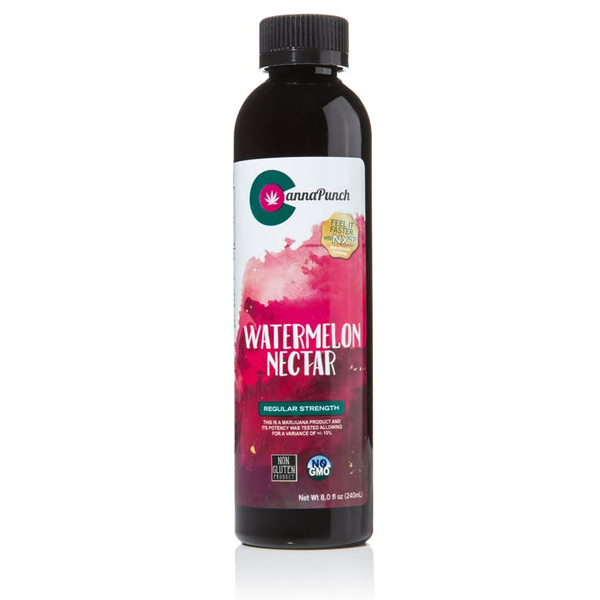 CannaPunch
FEEL IT
FASTER
with NXT
WATERMELON
NECTAR
REGULAR STRENGTH
THIS IS A MARIJUANA PRODUCT AND
ITS POTENCY WAS TESTED ALLOWING
FOR A VARIANCE OF +/- 15%
NON
GLUTEN
PRODUCT
NO
GMO
Net Wt 8.0 fl oz (240mL)